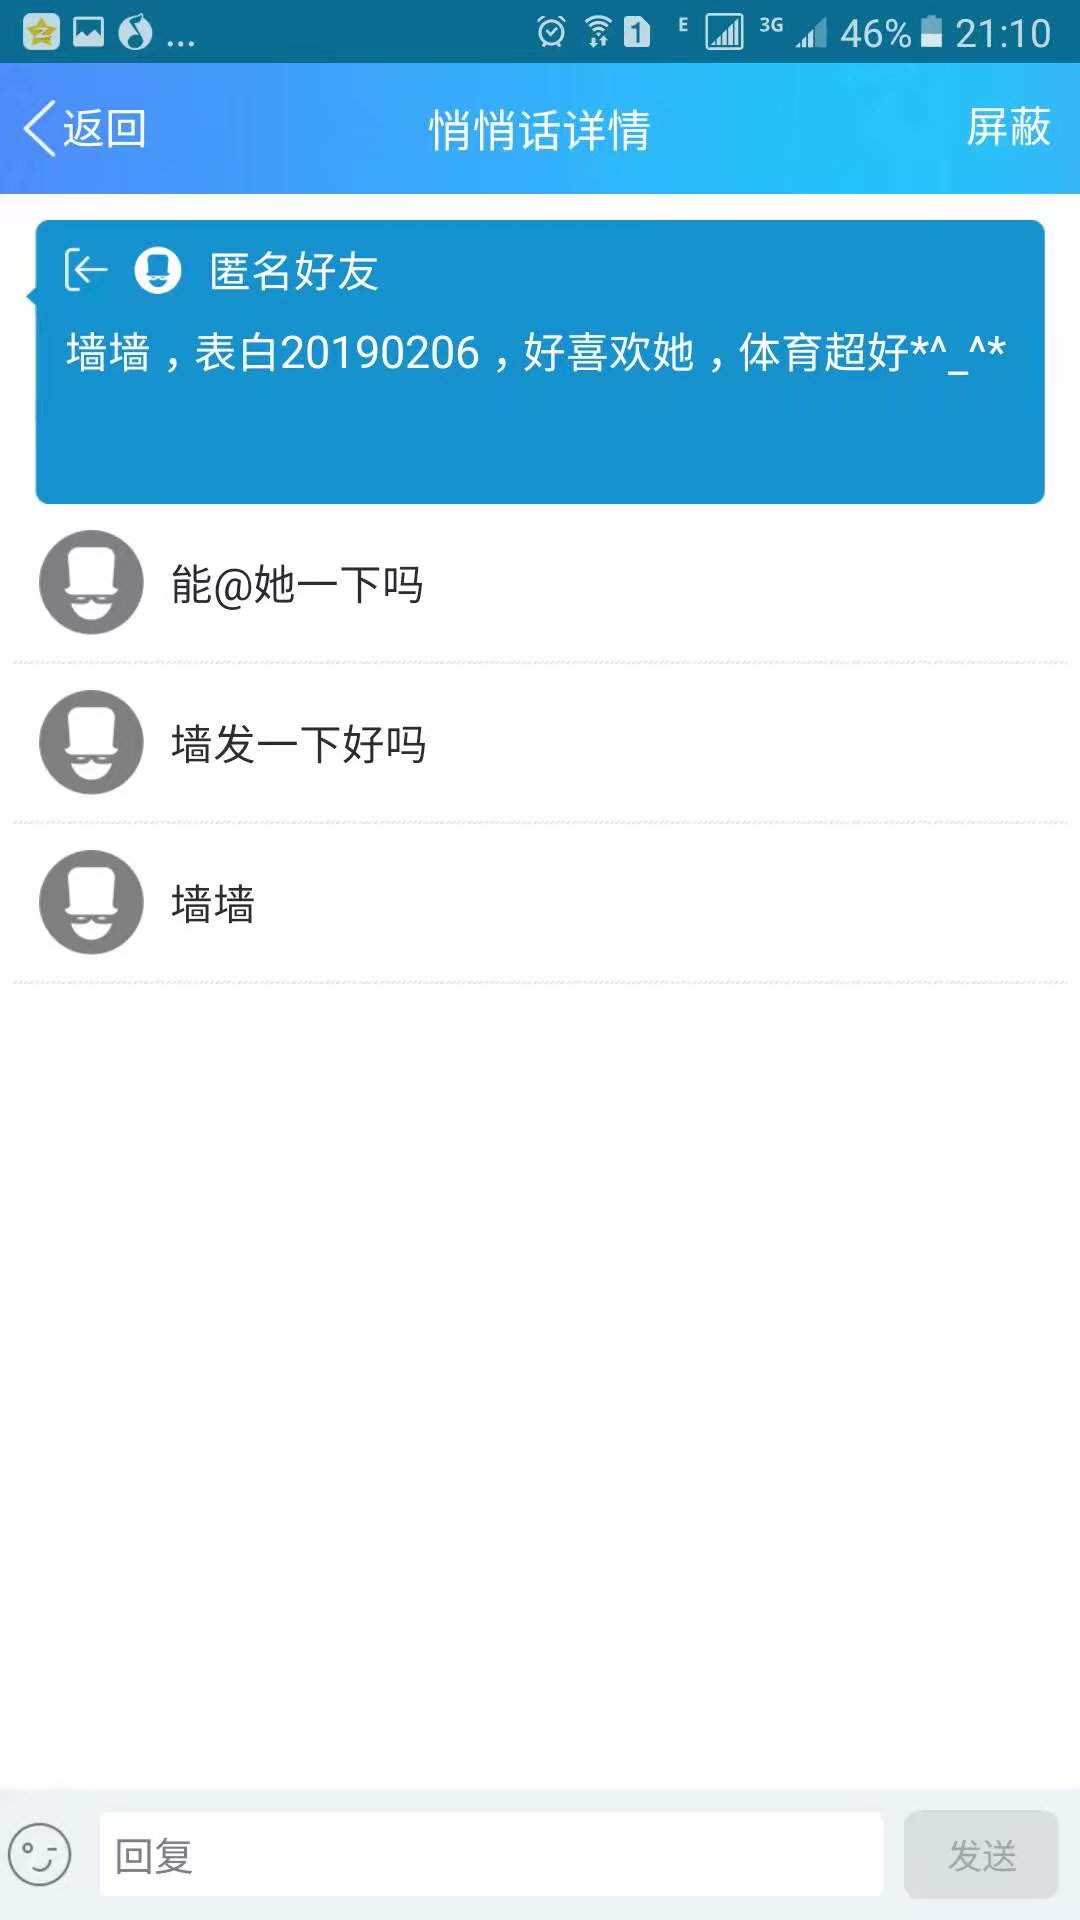 ... 1 E 3G 46% 21:10
返回 悄悄话详情 屏蔽
匿名好友
墙墙，表白20190206，好喜欢她，体育超好*^_^*
能@她一下吗
墙发一下好吗
墙墙
回复 发送